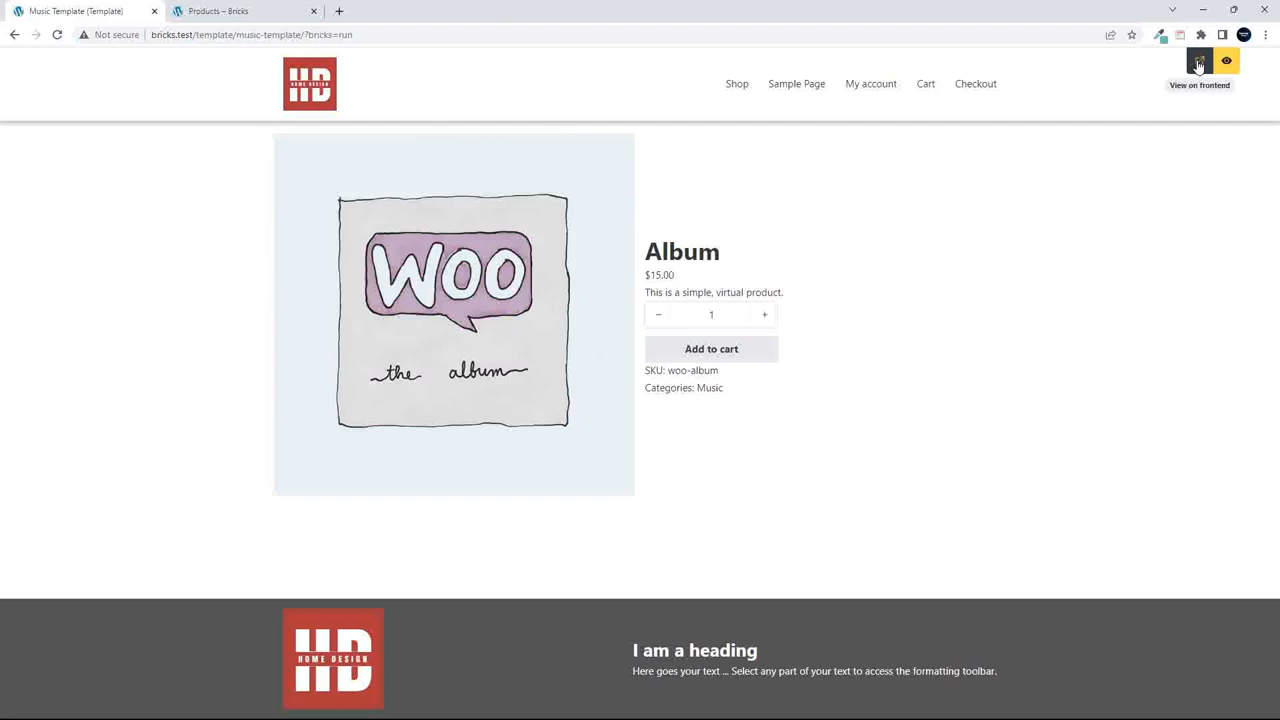 Music Template (Template)
Products – Bricks
Not secure
bricks.test/template/music-template/?bricks=run
HD
HOME DESIGN
Shop
Sample Page
My account
Cart
Checkout
View on frontend
WOO
the album
Album
$15.00
This is a simple, virtual product.
− 1 +
Add to cart
SKU: woo-album
Categories: Music
HD
HOME DESIGN
I am a heading
Here goes your text ... Select any part of your text to access the formatting toolbar.